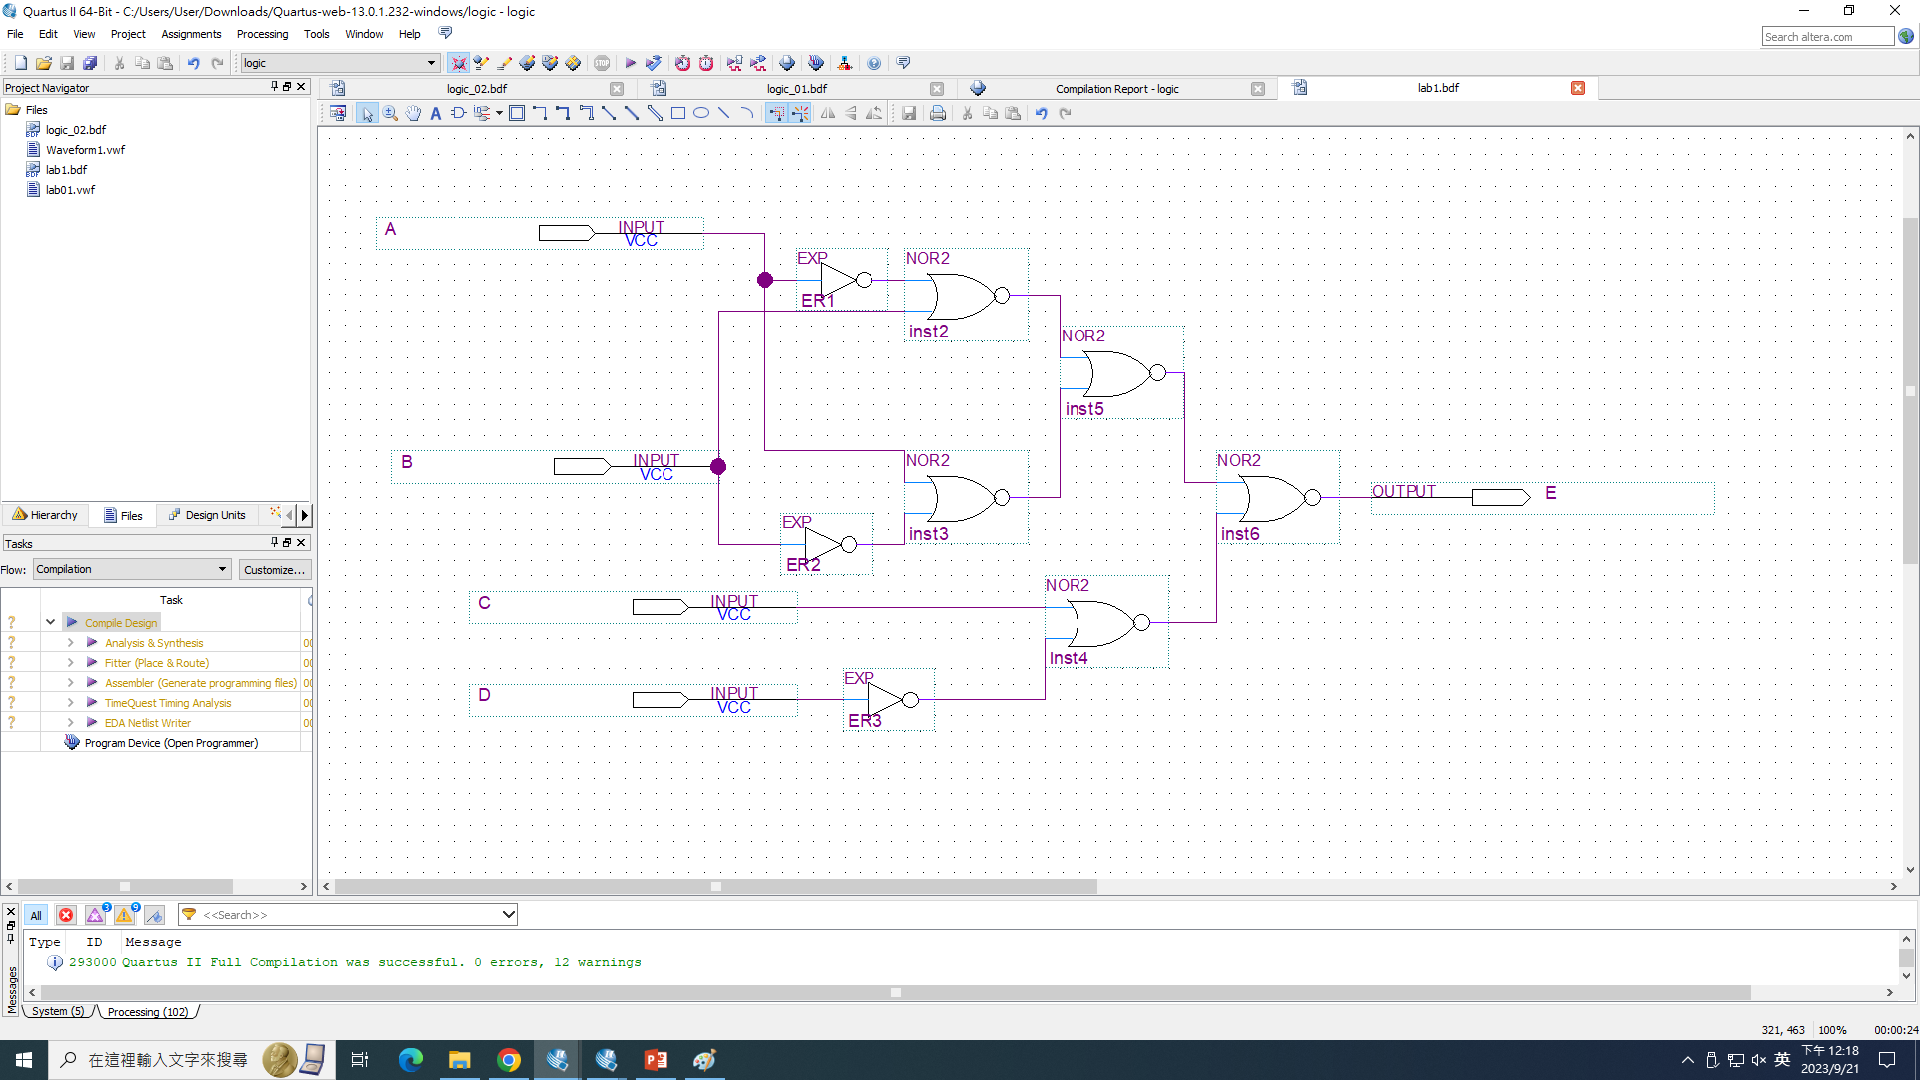 Quartus II 64-Bit - C:/Users/User/Downloads/Quartus-web-13.0.1.232-windows/logic - logic
File Edit View Project Assignments Processing Tools Window Help
Search altera.com
logic
Project Navigator
Files
logic_02.bdf
Waveform1.vwf
lab1.bdf
lab01.vwf
Hierarchy Files Design Units
Tasks
Flow: Compilation Customize...
Task
Compile Design
Analysis & Synthesis
Fitter (Place & Route)
Assembler (Generate programming files)
TimeQuest Timing Analysis
EDA Netlist Writer
Program Device (Open Programmer)
logic_02.bdf logic_01.bdf Compilation Report - logic lab1.bdf
A INPUT
VCC
EXP
ER1
NOR2
inst2
NOR2
inst5
B INPUT
VCC
NOR2
inst3
EXP
ER2
NOR2
inst6
OUTPUT E
C INPUT
VCC
NOR2
inst4
D INPUT
VCC
EXP
ER3
All 3 9 <<Search>>
Type ID Message
293000 Quartus II Full Compilation was successful. 0 errors, 12 warnings
Messages
System (5) Processing (102)
321, 463 100% 00:00:24
在這裡輸入文字來搜尋
英
下午 12:18
2023/9/21